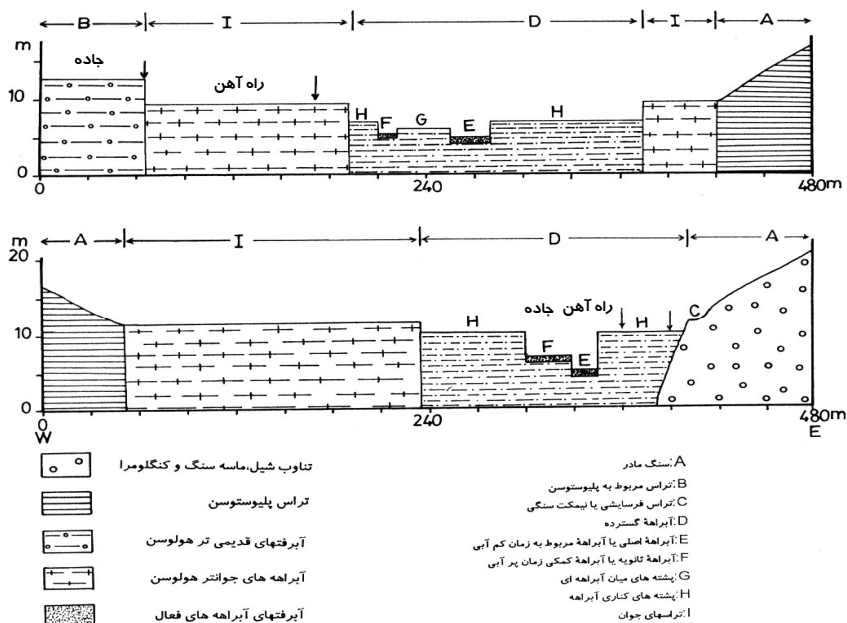 B I D I A
m
جاده
راه آهن
10
H F G E H
0
0 240 480m
A I D A
m
20
راه آهن جاده
H F E H C
10
0
0 240 480m
W E
تناوب شیل،ماسه سنگ و کنگلومرا
تراس پلیوستوسن
آبرفتهای قدیمی تر هولوسن
آبراهه های جوانتر هولوسن
آبرفتهای آبراهه های فعال
A:سنگ مادر
B:تراس مربوط به پلیوستوسن
C:تراس فرسایشی یا نیمکت سنگی
D:آبراههٔ گسترده
E:آبراههٔ اصلی یا آبراههٔ مربوط به زمان کم آبی
F:آبراههٔ ثانویه یا آبراههٔ کمکی زمان پر آبی
G:پشته های میان آبراهه ای
H:پشته های کناری آبراهه
I:تراسهای جوان